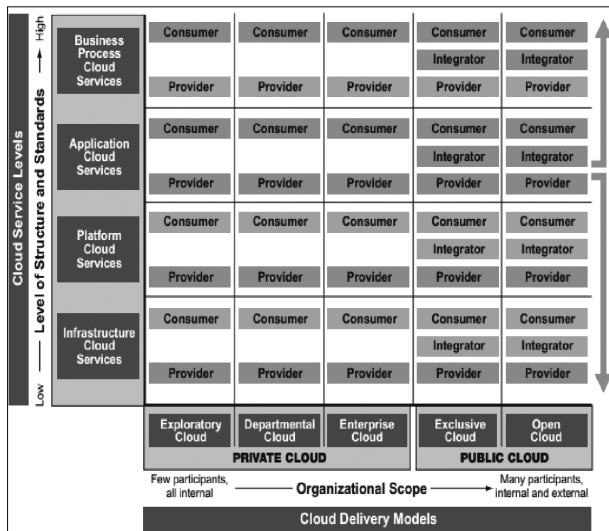 Cloud Service Levels
Low Level of Structure and Standards High
Business
Process
Cloud
Services
Consumer Consumer Consumer Consumer Consumer
Integrator Integrator
Provider Provider Provider Provider Provider
Application
Cloud
Services
Consumer Consumer Consumer Consumer Consumer
Integrator Integrator
Provider Provider Provider Provider Provider
Platform
Cloud
Services
Consumer Consumer Consumer Consumer Consumer
Integrator Integrator
Provider Provider Provider Provider Provider
Infrastructure
Cloud
Services
Consumer Consumer Consumer Consumer Consumer
Integrator Integrator
Provider Provider Provider Provider Provider
Exploratory
Cloud
Departmental
Cloud
Enterprise
Cloud
Exclusive
Cloud
Open
Cloud
PRIVATE CLOUD PUBLIC CLOUD
Few participants,
all internal
Organizational Scope
Many participants,
internal and external
Cloud Delivery Models